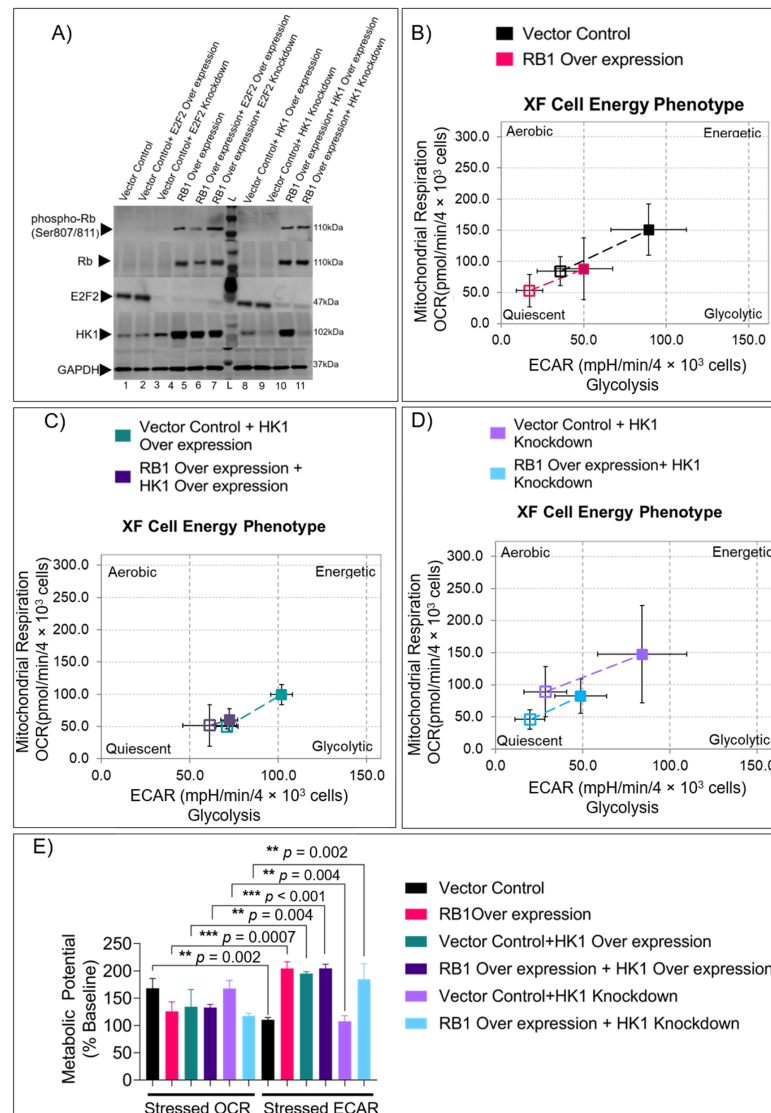 A)
Vector Control
Vector Control+ E2F2 Over expression
Vector Control+ E2F2 Knockdown
RB1 Over expression
RB1 Over expression+ E2F2 Over expression
RB1 Over expression+ E2F2 Knockdown
L
Vector Control+ HK1 Over expression
Vector Control+ HK1 Knockdown
RB1 Over expression+ HK1 Over expression
RB1 Over expression+ HK1 Knockdown
phospho-Rb
(Ser807/811)
110kDa
Rb
110kDa
E2F2
47kDa
HK1
102kDa
GAPDH
37kDa
1 2 3 4 5 6 7 L 8 9 10 11
B)
Vector Control
RB1 Over expression
XF Cell Energy Phenotype
Mitochondrial Respiration
OCR(pmol/min/4 × 10³ cells)
300.0
250.0
200.0
150.0
100.0
50.0
0.0
Aerobic
Energetic
Quiescent
Glycolytic
0.0 50.0 100.0 150.0
ECAR (mpH/min/4 × 10³ cells)
Glycolysis
C)
Vector Control + HK1
Over expression
RB1 Over expression +
HK1 Over expression
XF Cell Energy Phenotype
Mitochondrial Respiration
OCR(pmol/min/4 × 10³ cells)
300.0
250.0
200.0
150.0
100.0
50.0
0.0
Aerobic
Energetic
Quiescent
Glycolytic
0.0 50.0 100.0 150.0
ECAR (mpH/min/4 × 10³ cells)
Glycolysis
D)
Vector Control + HK1
Knockdown
RB1 Over expression+ HK1
Knockdown
XF Cell Energy Phenotype
Mitochondrial Respiration
OCR(pmol/min/4 × 10³ cells)
300.0
250.0
200.0
150.0
100.0
50.0
0.0
Aerobic
Energetic
Quiescent
Glycolytic
0.0 50.0 100.0 150.0
ECAR (mpH/min/4 × 10³ cells)
Glycolysis
E)
** p = 0.002
** p = 0.004
*** p < 0.001
** p = 0.004
*** p = 0.0007
** p = 0.002
Metabolic Potential
(% Baseline)
250
200
150
100
50
0
Stressed OCR
Stressed ECAR
Vector Control
RB1Over expression
Vector Control+HK1 Over expression
RB1 Over expression + HK1 Over expression
Vector Control+HK1 Knockdown
RB1 Over expression + HK1 Knockdown